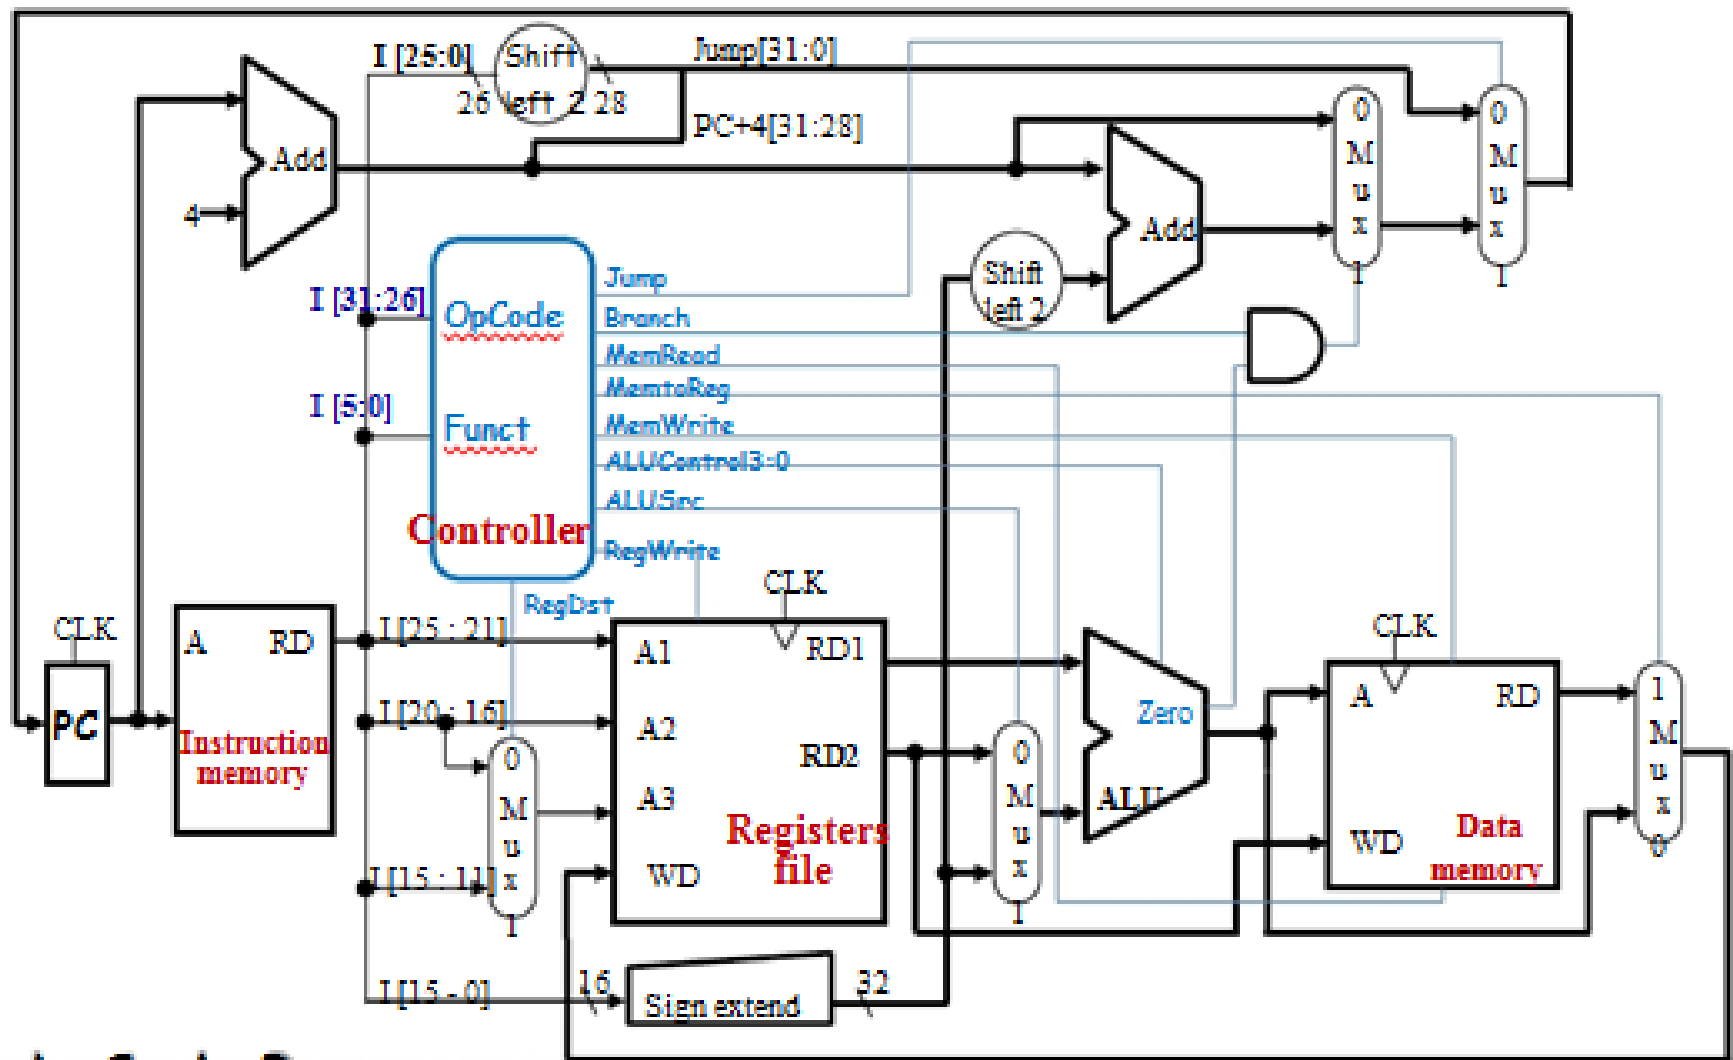 I [25:0]
Shift
left 2
26
28
Jump[31:0]
PC+4[31:28]
Add
4
0
M
u
x
1
0
M
u
x
1
Add
Shift
left 2
I [31:26]
OpCode
I [5:0]
Funct
Controller
Jump
Branch
MemRead
MemtoReg
MemWrite
ALUControl3:0
ALUSrc
RegWrite
RegDst
CLK
PC
A RD
Instruction
memory
I [25 : 21]
I [20 : 16]
I [15 : 11]
I [15 - 0]
0
M
u
x
1
CLK
A1 RD1
A2
RD2
A3
Registers
file
WD
16
Sign extend
32
0
M
u
x
1
Zero
ALU
CLK
A RD
WD
Data
memory
1
M
u
x
0